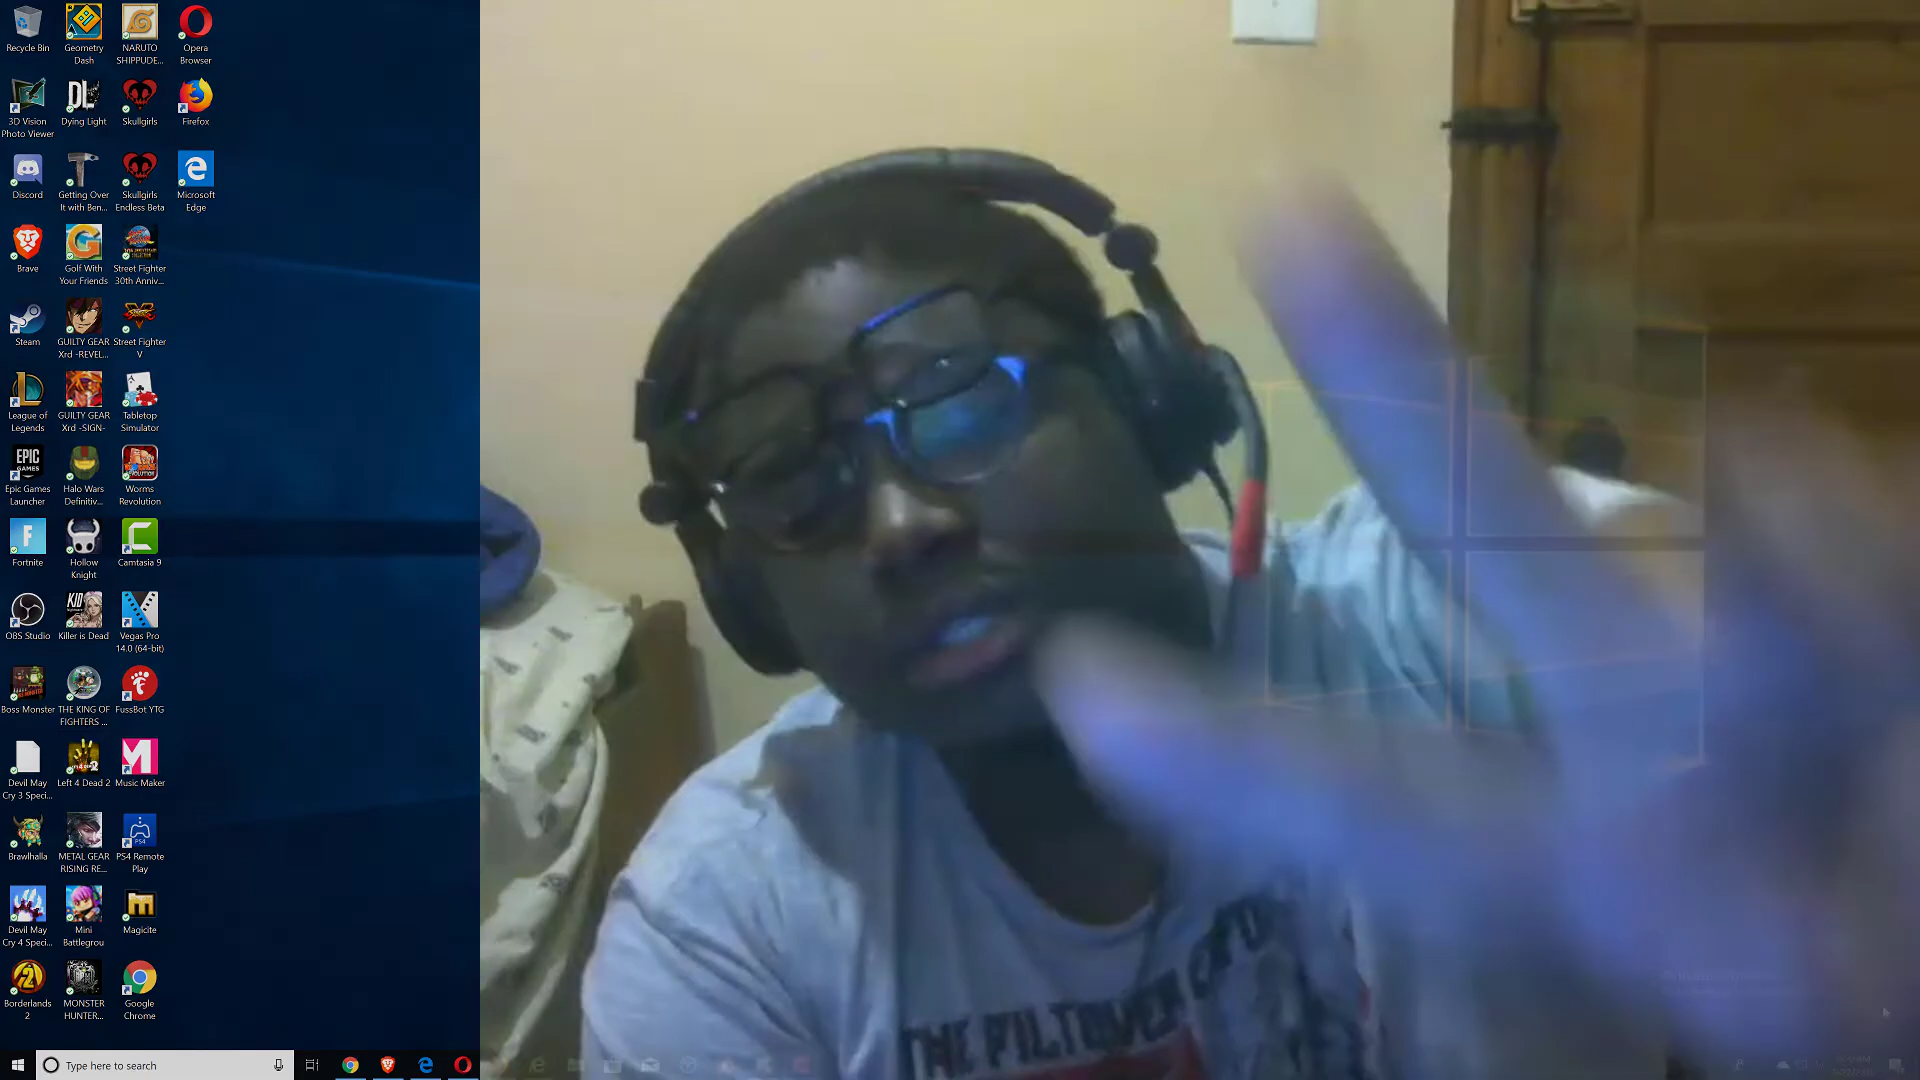 Recycle Bin
Geometry
Dash
NARUTO
SHIPPUDE...
Opera
Browser
3D Vision
Photo Viewer
DL
Dying Light
Skullgirls
Firefox
Discord
Getting Over
It with Ben...
Skullgirls
Endless Beta
Microsoft
Edge
Brave
Golf With
Your Friends
Street Fighter
30th Anniv...
Steam
GUILTY GEAR
Xrd -REVEL...
Street Fighter
V
League of
Legends
GUILTY GEAR
Xrd -SIGN-
Tabletop
Simulator
EPIC
GAMES
Epic Games
Launcher
Halo Wars
Definitiv...
Worms
Revolution
Fortnite
Hollow
Knight
Camtasia 9
OBS Studio
Killer is Dead
Vegas Pro
14.0 (64-bit)
Boss Monster
THE KING OF
FIGHTERS ...
FussBot YTG
Devil May
Cry 3 Speci...
Left 4 Dead 2
Music Maker
Brawlhalla
METAL GEAR
RISING RE...
PS4 Remote
Play
Devil May
Cry 4 Speci...
Mini
Battlegrou
Magicite
Borderlands
2
MONSTER
HUNTER...
Google
Chrome
Type here to search
THE PILTOVER